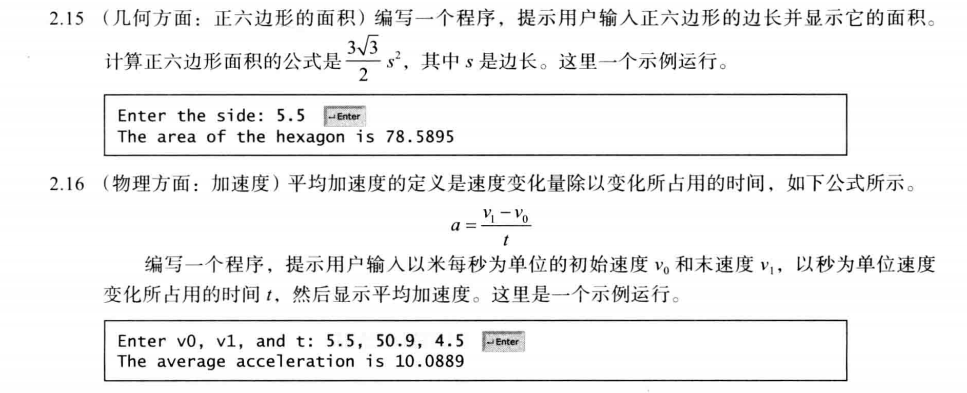 2.15 （几何方面：正六边形的面积）编写一个程序，提示用户输入正六边形的边长并显示它的面积。
计算正六边形面积的公式是 3√3/2 s²，其中 s 是边长。这里一个示例运行。
Enter the side: 5.5 ↵Enter
The area of the hexagon is 78.5895
2.16 （物理方面：加速度）平均加速度的定义是速度变化量除以变化所占用的时间，如下公式所示。
a = (v₁ − v₀)/t
编写一个程序，提示用户输入以米每秒为单位的初始速度 v₀ 和末速度 v₁，以秒为单位速度
变化所占用的时间 t，然后显示平均加速度。这里是一个示例运行。
Enter v0, v1, and t: 5.5, 50.9, 4.5 ↵Enter
The average acceleration is 10.0889